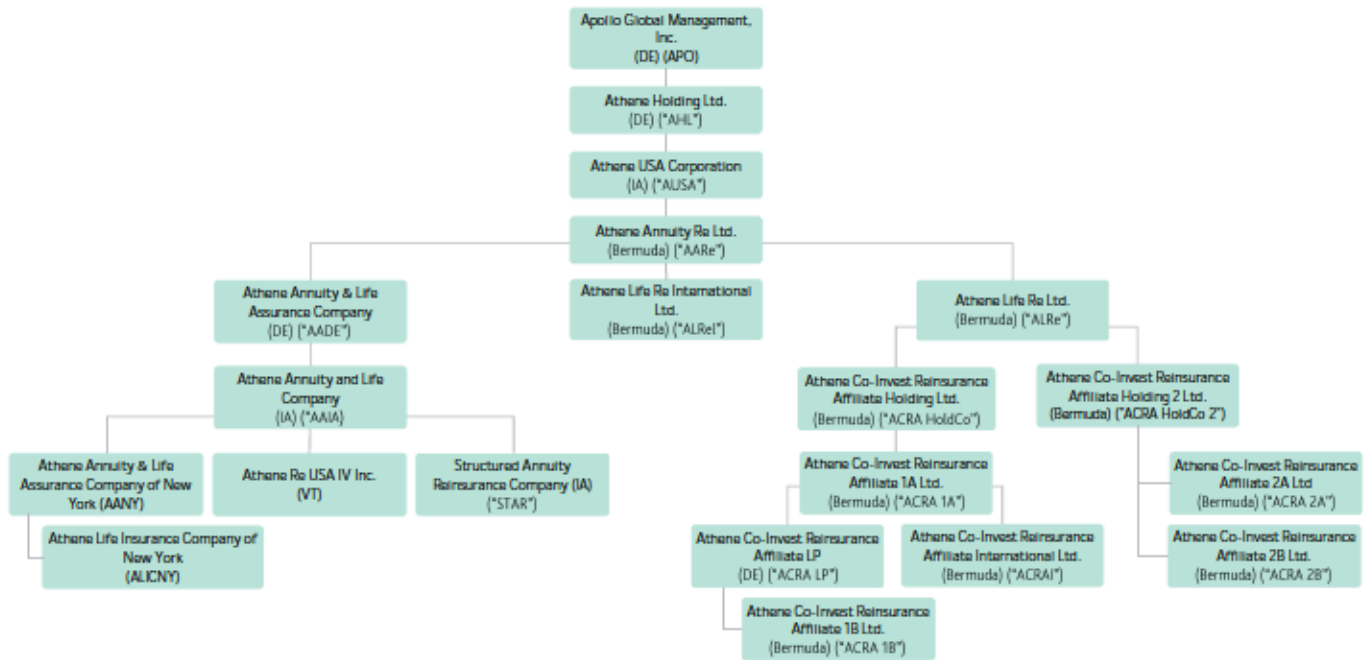 Apollo Global Management,
Inc.
(DE) (APO)
Athene Holding Ltd.
(DE) ("AHL")
Athene USA Corporation
(IA) ("AUSA")
Athene Annuity Re Ltd.
(Bermuda) ("AARe")
Athene Annuity & Life
Assurance Company
(DE) ("AADE")
Athene Life Re International
Ltd.
(Bermuda) ("ALReI")
Athene Life Re Ltd.
(Bermuda) ("ALRe")
Athene Annuity and Life
Company
(IA) ("AAIA)
Athene Co-Invest Reinsurance
Affiliate Holding Ltd.
(Bermuda) ("ACRA HoldCo")
Athene Co-Invest Reinsurance
Affiliate Holding 2 Ltd.
(Bermuda) ("ACRA HoldCo 2")
Athene Annuity & Life
Assurance Company of New
York (AANY)
Athene Re USA IV Inc.
(VT)
Structured Annuity
Reinsurance Company (IA)
("STAR")
Athene Co-Invest Reinsurance
Affiliate 1A Ltd.
(Bermuda) ("ACRA 1A")
Athene Co-Invest Reinsurance
Affiliate 2A Ltd
(Bermuda) ("ACRA 2A")
Athene Life Insurance Company of
New York
(ALICNY)
Athene Co-Invest Reinsurance
Affiliate LP
(DE) ("ACRA LP")
Athene Co-Invest Reinsurance
Affiliate International Ltd.
(Bermuda) ("ACRAI")
Athene Co-Invest Reinsurance
Affiliate 2B Ltd.
(Bermuda) ("ACRA 2B")
Athene Co-Invest Reinsurance
Affiliate 1B Ltd.
(Bermuda) ("ACRA 1B")